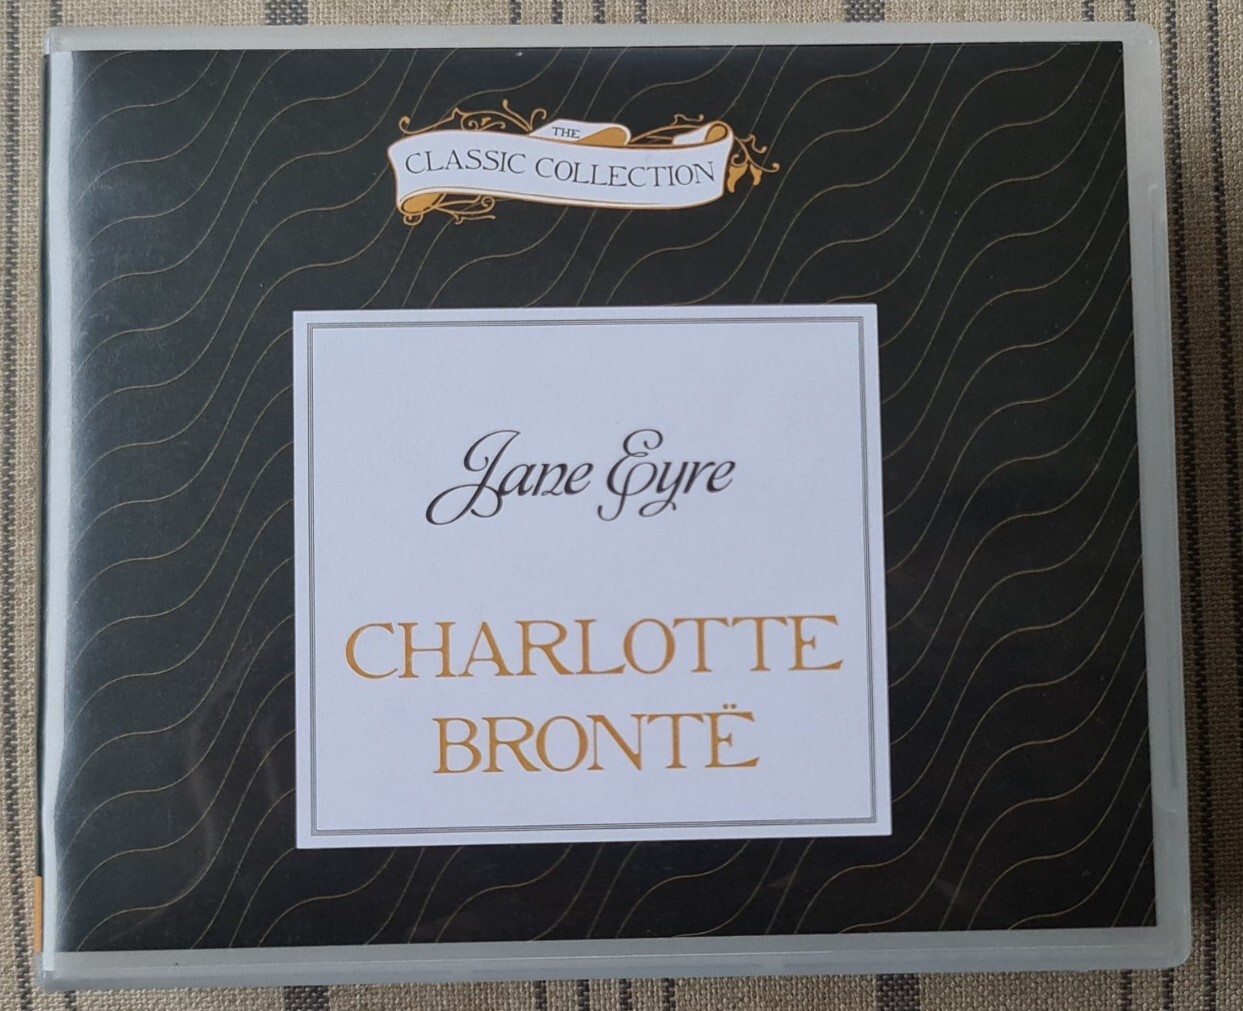 THE
CLASSIC COLLECTION
Jane Eyre
CHARLOTTE
BRONTË